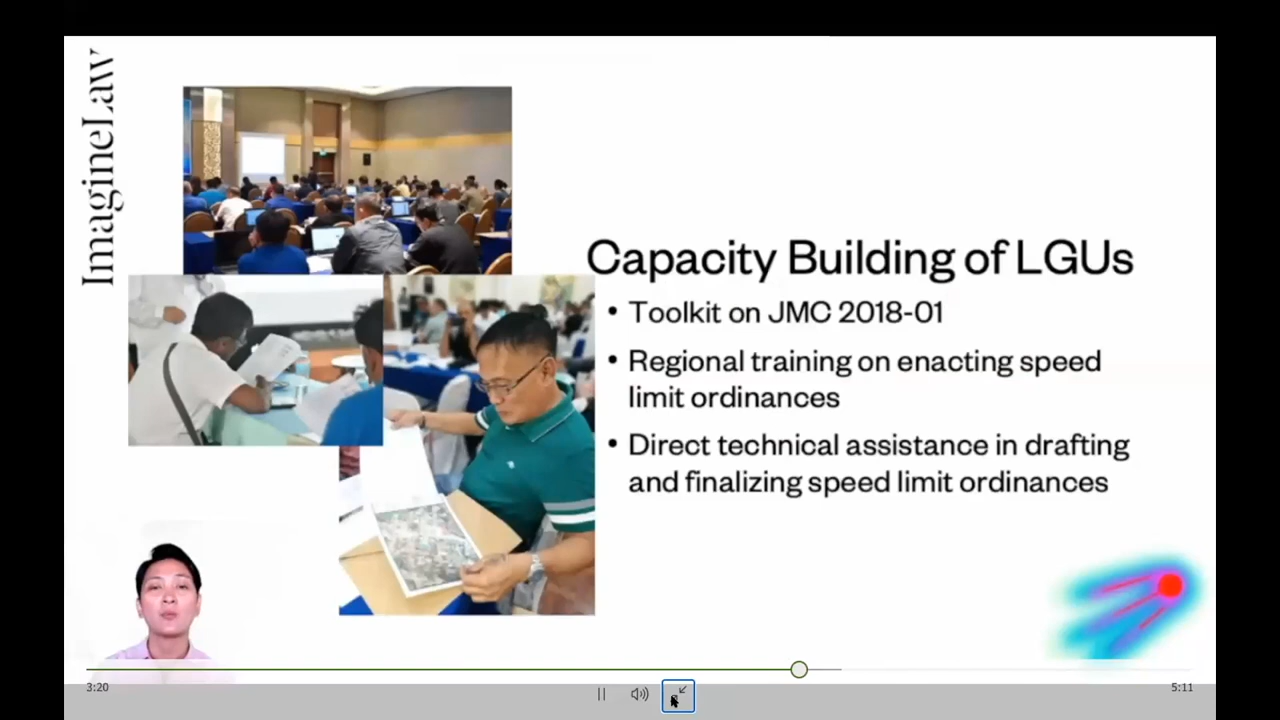 ImagineLaw
Capacity Building of LGUs
• Toolkit on JMC 2018-01
• Regional training on enacting speed
limit ordinances
• Direct technical assistance in drafting
and finalizing speed limit ordinances
3:20
5:11